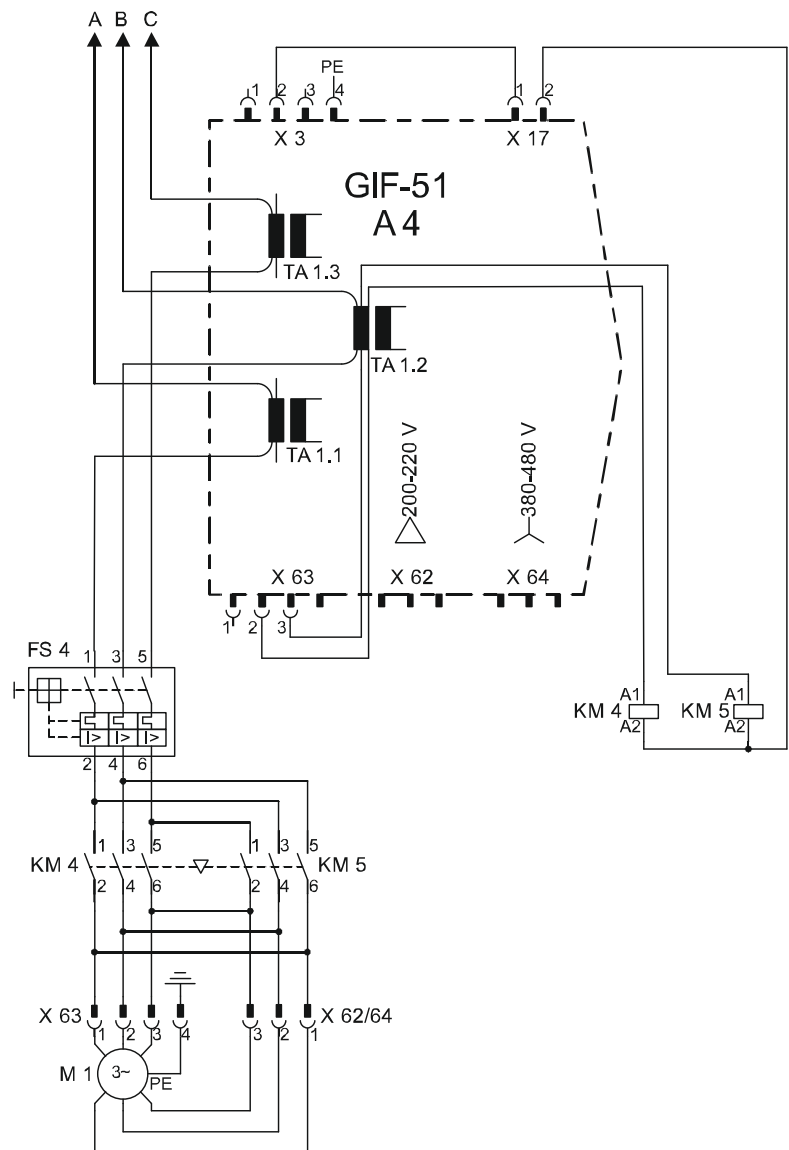 A B C
PE
1 2 3 4 1 2
X 3 X 17
GIF-51
A 4
TA 1.3
TA 1.2
TA 1.1
200-220 V
380-480 V
X 63 X 62 X 64
1 2 3
FS 4 1 3 5
I> I> I>
2 4 6
KM 4 A1 A2
KM 5 A1 A2
KM 4 1 3 5 1 3 5 KM 5
2 4 6 2 4 6
X 63 1 2 3 4 3 2 1 X 62/64
M 1 3~ PE